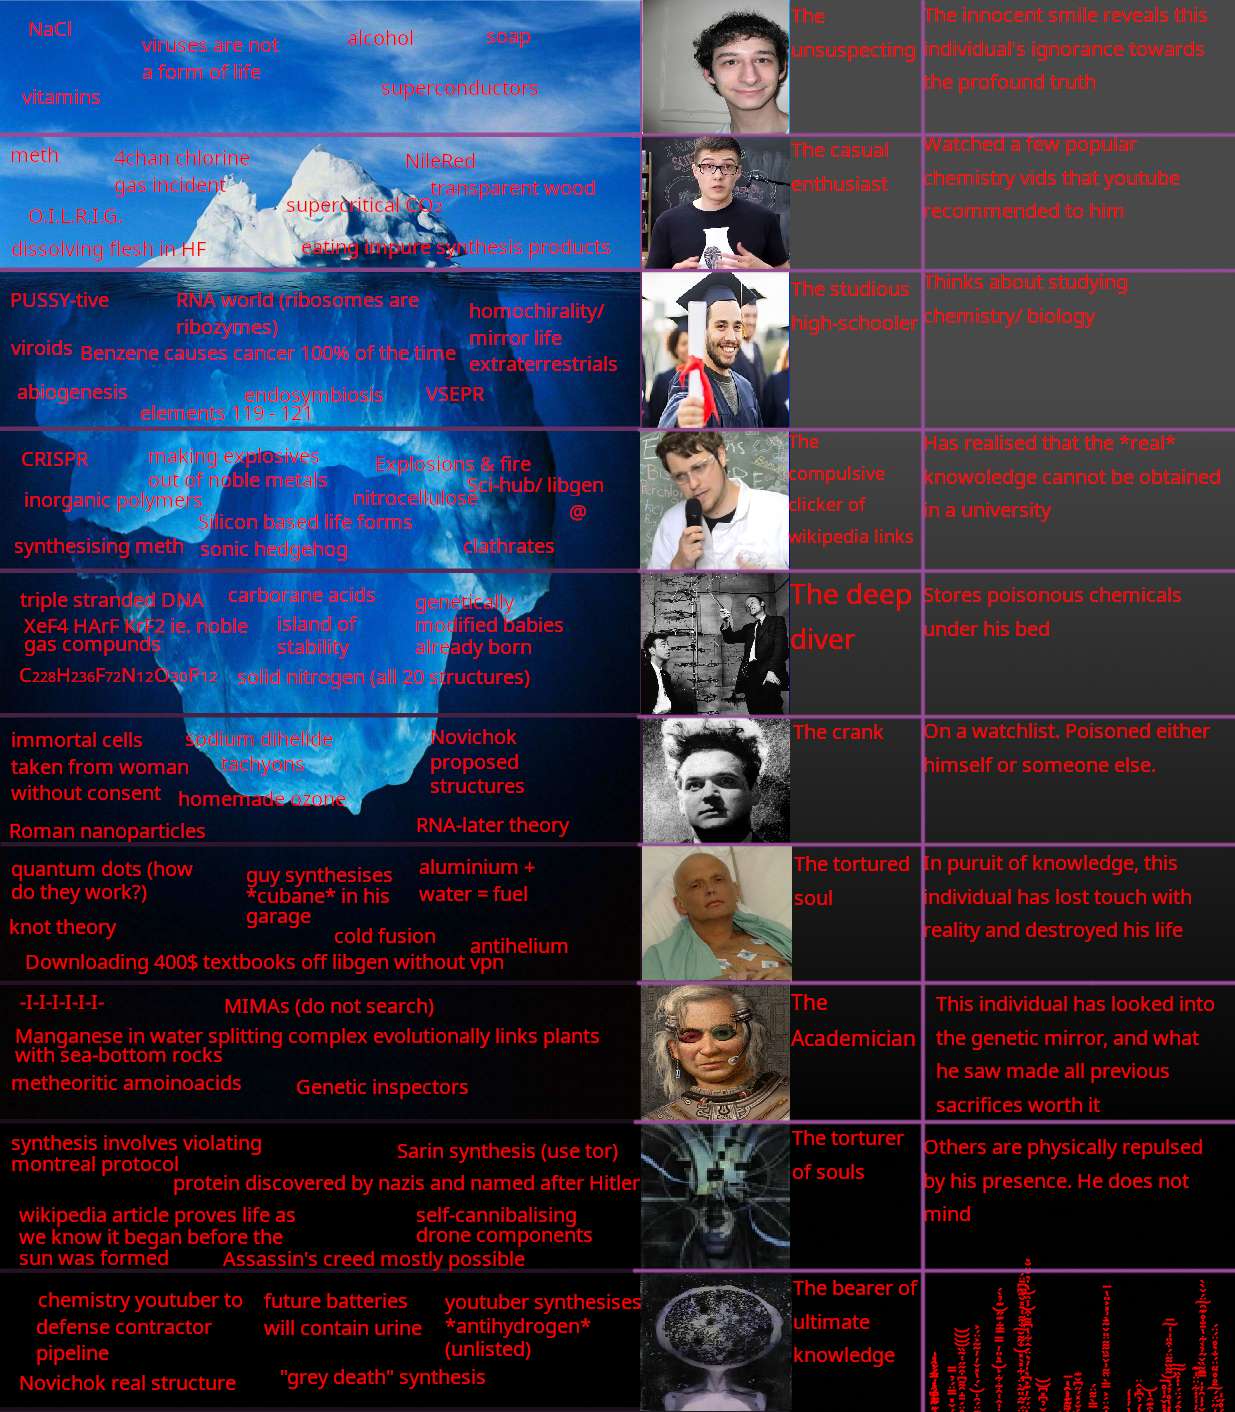 NaCl
viruses are not
a form of life
alcohol
soap
vitamins
superconductors
The
unsuspecting
The innocent smile reveals this
individual's ignorance towards
the profound truth
meth
4chan chlorine
gas incident
NileRed
transparent wood
O.I.L.R.I.G.
supercritical CO₂
dissolving flesh in HF
eating impure synthesis products
The casual
enthusiast
Watched a few popular
chemistry vids that youtube
recommended to him
PUSSY-tive
RNA world (ribosomes are
ribozymes)
homochirality/
mirror life
extraterrestrials
viroids
Benzene causes cancer 100% of the time
abiogenesis
endosymbiosis
VSEPR
elements 119 - 121
The studious
high-schooler
Thinks about studying
chemistry/ biology
CRISPR
making explosives
out of noble metals
Explosions & fire
Sci-hub/ libgen
inorganic polymers
nitrocellulose
@
Silicon based life forms
synthesising meth
sonic hedgehog
clathrates
The
compulsive
clicker of
wikipedia links
Has realised that the *real*
knowoledge cannot be obtained
in a university
triple stranded DNA
carborane acids
genetically
modified babies
already born
XeF4 HArF KrF2 ie. noble
gas compunds
island of
stability
C₂₂₈H₂₃₆F₇₂N₁₂O₃₀F₁₂
solid nitrogen (all 20 structures)
The deep
diver
Stores poisonous chemicals
under his bed
immortal cells
taken from woman
without consent
sodium dihelide
tachyons
homemade ozone
Novichok
proposed
structures
Roman nanoparticles
RNA-later theory
The crank
On a watchlist. Poisoned either
himself or someone else.
quantum dots (how
do they work?)
guy synthesises
*cubane* in his
garage
aluminium +
water = fuel
knot theory
cold fusion
antihelium
Downloading 400$ textbooks off libgen without vpn
The tortured
soul
In puruit of knowledge, this
individual has lost touch with
reality and destroyed his life
-I-I-I-I-I-I-
MIMAs (do not search)
Manganese in water splitting complex evolutionally links plants
with sea-bottom rocks
metheoritic amoinoacids
Genetic inspectors
The
Academician
This individual has looked into
the genetic mirror, and what
he saw made all previous
sacrifices worth it
synthesis involves violating
montreal protocol
Sarin synthesis (use tor)
protein discovered by nazis and named after Hitler
wikipedia article proves life as
we know it began before the
sun was formed
self-cannibalising
drone components
Assassin's creed mostly possible
The torturer
of souls
Others are physically repulsed
by his presence. He does not
mind
chemistry youtuber to
defense contractor
pipeline
future batteries
will contain urine
youtuber synthesises
*antihydrogen*
(unlisted)
Novichok real structure
"grey death" synthesis
The bearer of
ultimate
knowledge